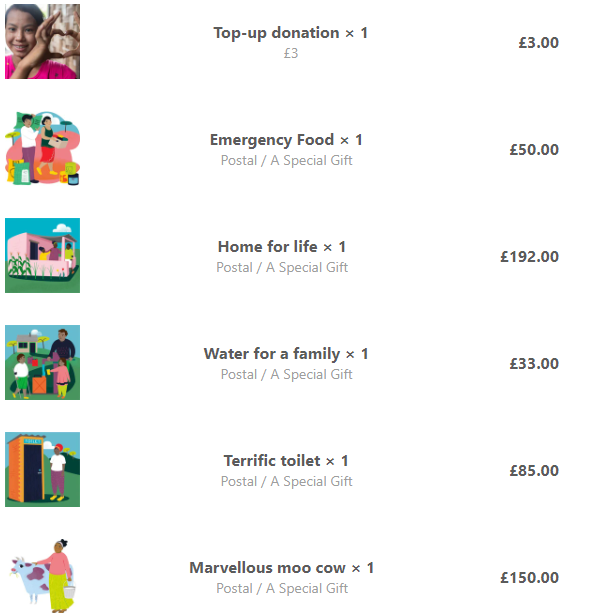 Top-up donation × 1
£3
£3.00
Emergency Food × 1
Postal / A Special Gift
£50.00
Home for life × 1
Postal / A Special Gift
£192.00
Water for a family × 1
Postal / A Special Gift
£33.00
Terrific toilet × 1
Postal / A Special Gift
£85.00
Marvellous moo cow × 1
Postal / A Special Gift
£150.00